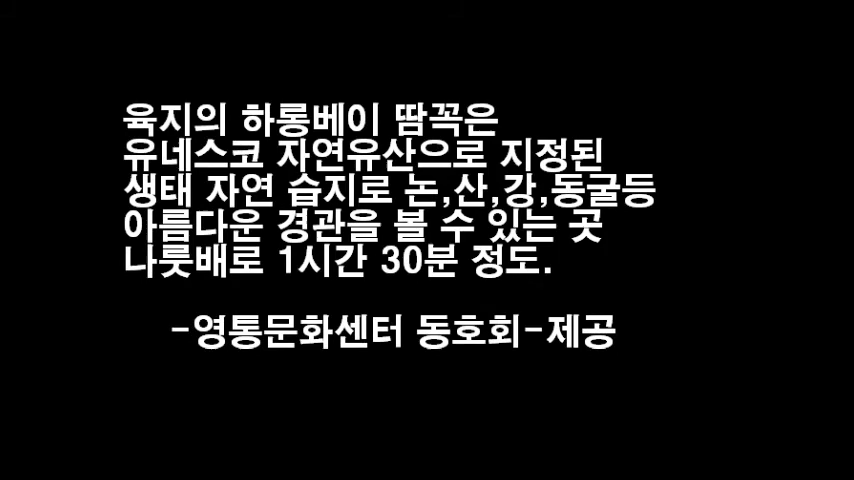 육지의 하롱베이 땀꼭은
유네스코 자연유산으로 지정된
생태 자연 습지로 논,산,강,동굴등
아름다운 경관을 볼 수 있는 곳
나룻배로 1시간 30분 정도.
-영통문화센터 동호회-제공